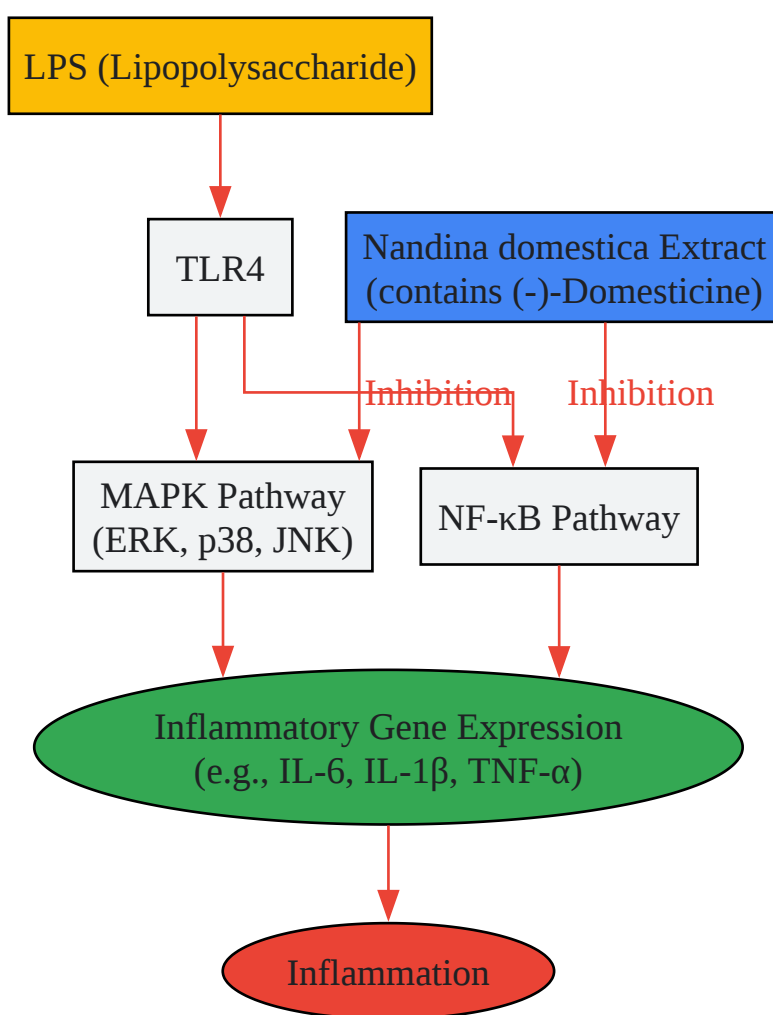 LPS (Lipopolysaccharide)
TLR4
Nandina domestica Extract
(contains (-)-Domesticine)
Inhibition
Inhibition
MAPK Pathway
(ERK, p38, JNK)
NF-κB Pathway
Inflammatory Gene Expression
(e.g., IL-6, IL-1β, TNF-α)
Inflammation